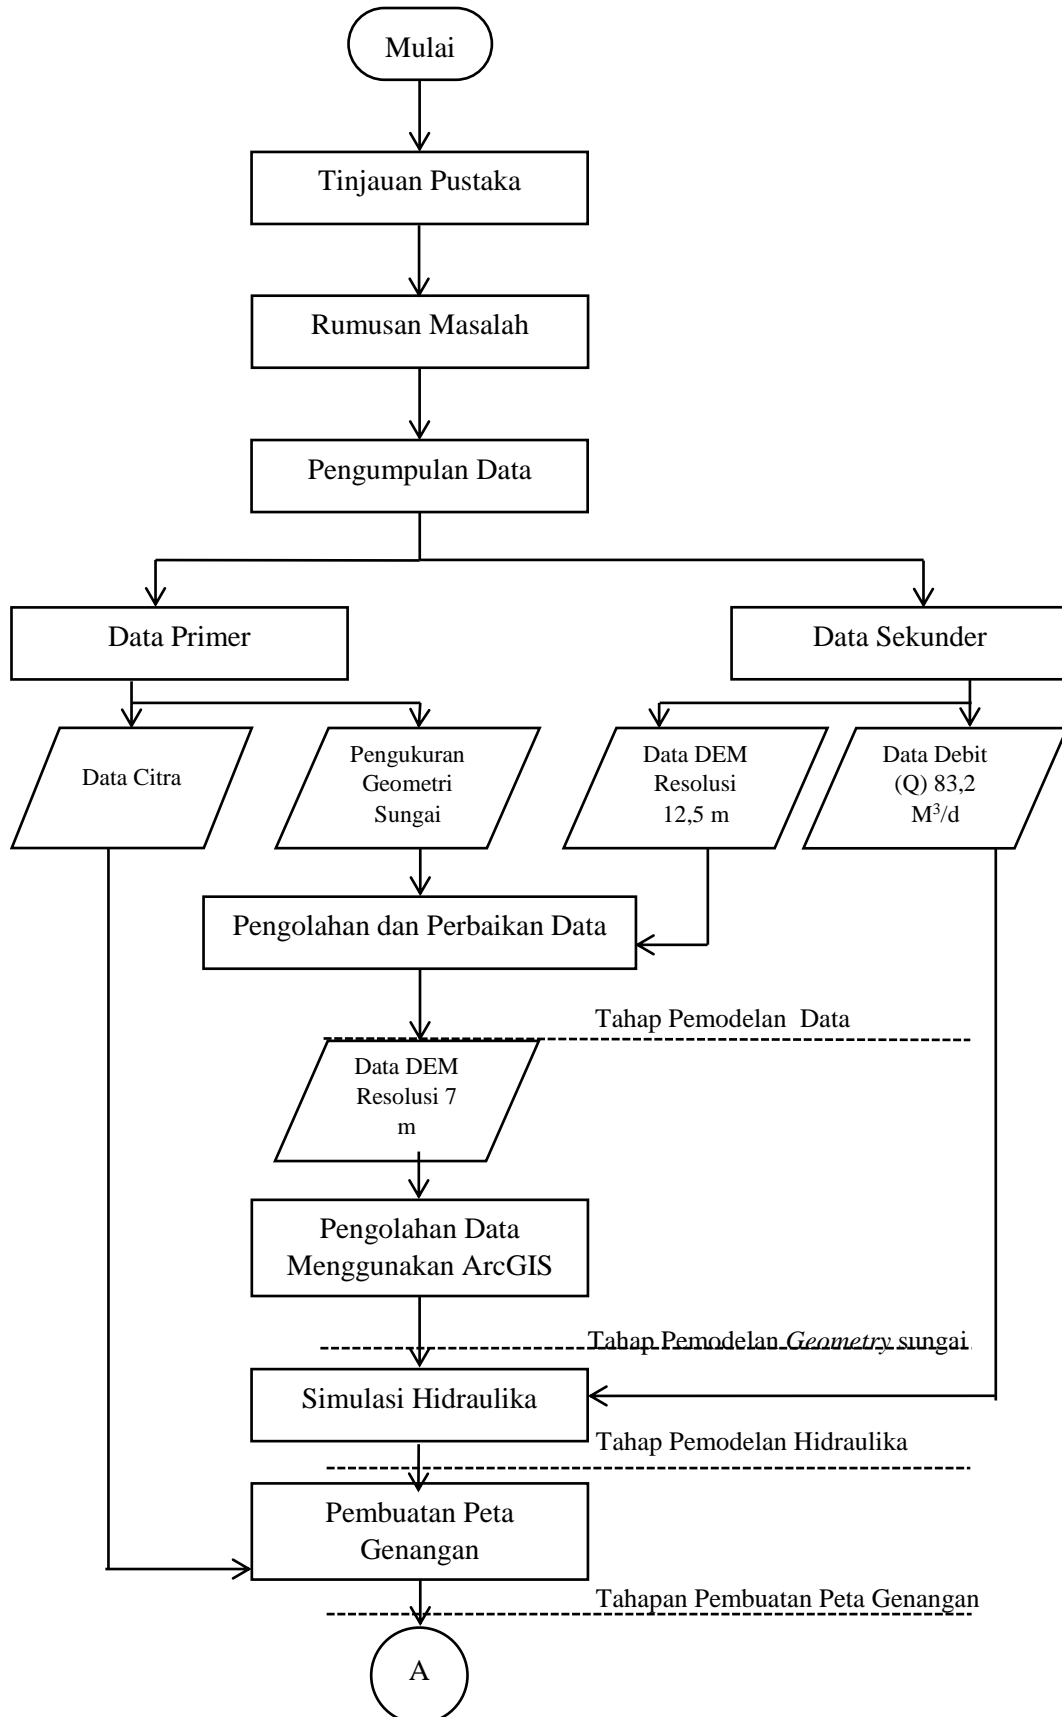 Mulai
Tinjauan Pustaka
Rumusan Masalah
Pengumpulan Data
Data Primer
Data Sekunder
Data Citra
Pengukuran
Geometri
Sungai
Data DEM
Resolusi
12,5 m
Data Debit
(Q) 83,2
M³/d
Pengolahan dan Perbaikan Data
Tahap Pemodelan Data
Data DEM
Resolusi 7
m
Pengolahan Data
Menggunakan ArcGIS
Tahap Pemodelan Geometry sungai
Simulasi Hidraulika
Tahap Pemodelan Hidraulika
Pembuatan Peta
Genangan
Tahapan Pembuatan Peta Genangan
A